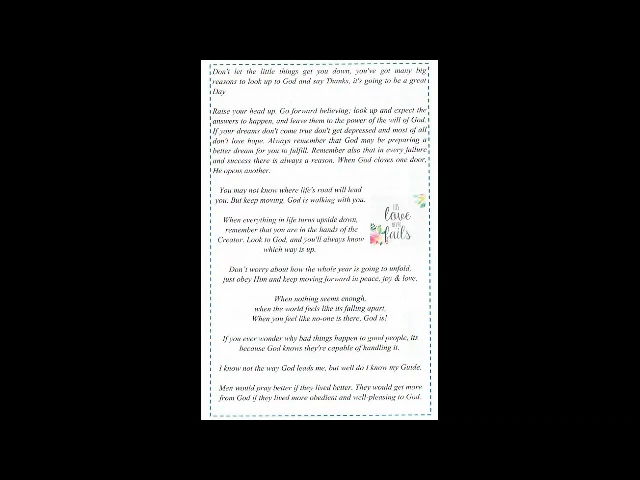 Don't let the little things get you down, you've got many big
reasons to look up to God and say Thanks, it's going to be a great
Day
Raise your head up. Go forward believing; look up and expect the
answers to happen, and leave them to the power of the will of God.
If your dreams don't come true don't get depressed and most of all
don't lose hope. Always remember that God may be preparing a
better dream for you to fulfill. Remember also that in every failure
and success there is always a reason. When God closes one door,
He opens another.
You may not know where life's road will lead
you. But keep moving. God is walking with you.
When everything in life turns upside down,
remember that you are in the hands of the
Creator. Look to God, and you'll always know
which way is up.
love
fails
Don't worry about how the whole year is going to unfold,
just obey Him and keep moving forward in peace, joy & love.
When nothing seems enough,
when the world feels like its falling apart,
When you feel like no-one is there, God is!
If you ever wonder why bad things happen to good people, its
because God knows they're capable of handling it.
I know not the way God leads me, but well do I know my Guide.
Men would pray better if they lived better. They would get more
from God if they lived more obedient and well-pleasing to God.